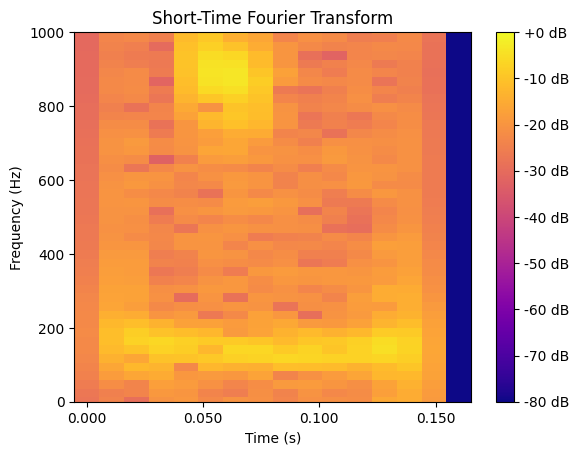 Short-Time Fourier Transform
Frequency (Hz)
1000
800
600
400
200
0
0.000
0.050
0.100
0.150
Time (s)
+0 dB
-10 dB
-20 dB
-30 dB
-40 dB
-50 dB
-60 dB
-70 dB
-80 dB